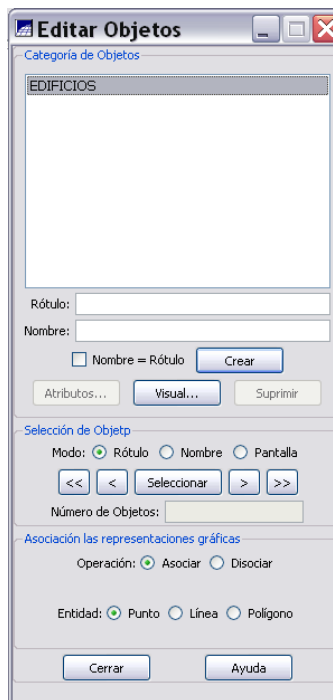 Editar Objetos
Categoría de Objetos
EDIFICIOS
Rótulo:
Nombre:
Nombre = Rótulo Crear
Atributos... Visual... Suprimir
Selección de Objetp
Modo: Rótulo Nombre Pantalla
<< < Seleccionar > >>
Número de Objetos:
Asociación las representaciones gráficas
Operación: Asociar Disociar
Entidad: Punto Línea Polígono
Cerrar Ayuda